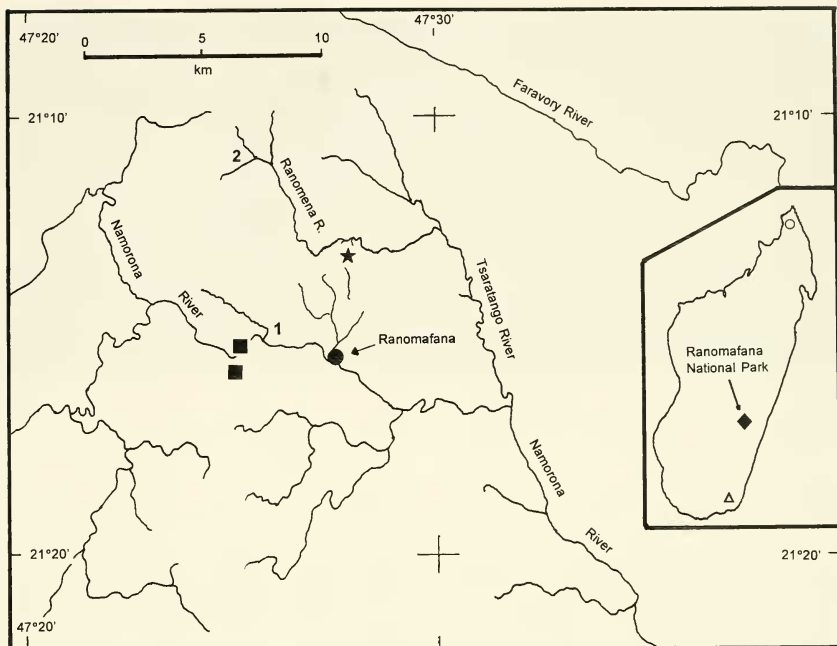 47°20'
0 5 10
km
47°30'
Faravory River
21°10'
21°10'
2
Ranomena R.
Namorona
River
Tsaratango River
1
Ranomafana
Ranomafana
National Park
Namorona
River
21°20'
21°20'
47°20'